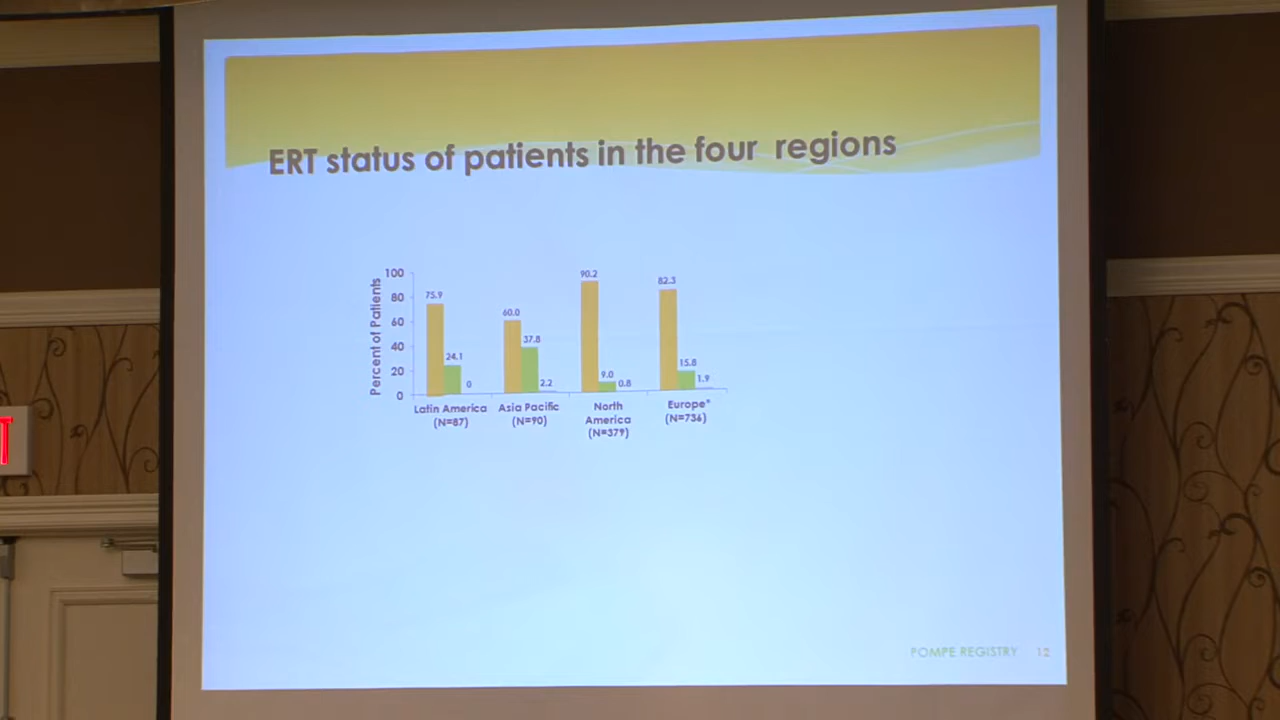 ERT status of patients in the four regions
Percent of Patients
100
80
60
40
20
0
75.9
24.1
0
60.0
37.8
2.2
90.2
9.0
0.8
82.3
15.8
1.9
Latin America
(N=87)
Asia Pacific
(N=90)
North
America
(N=379)
Europe*
(N=736)
POMPE REGISTRY 12
T